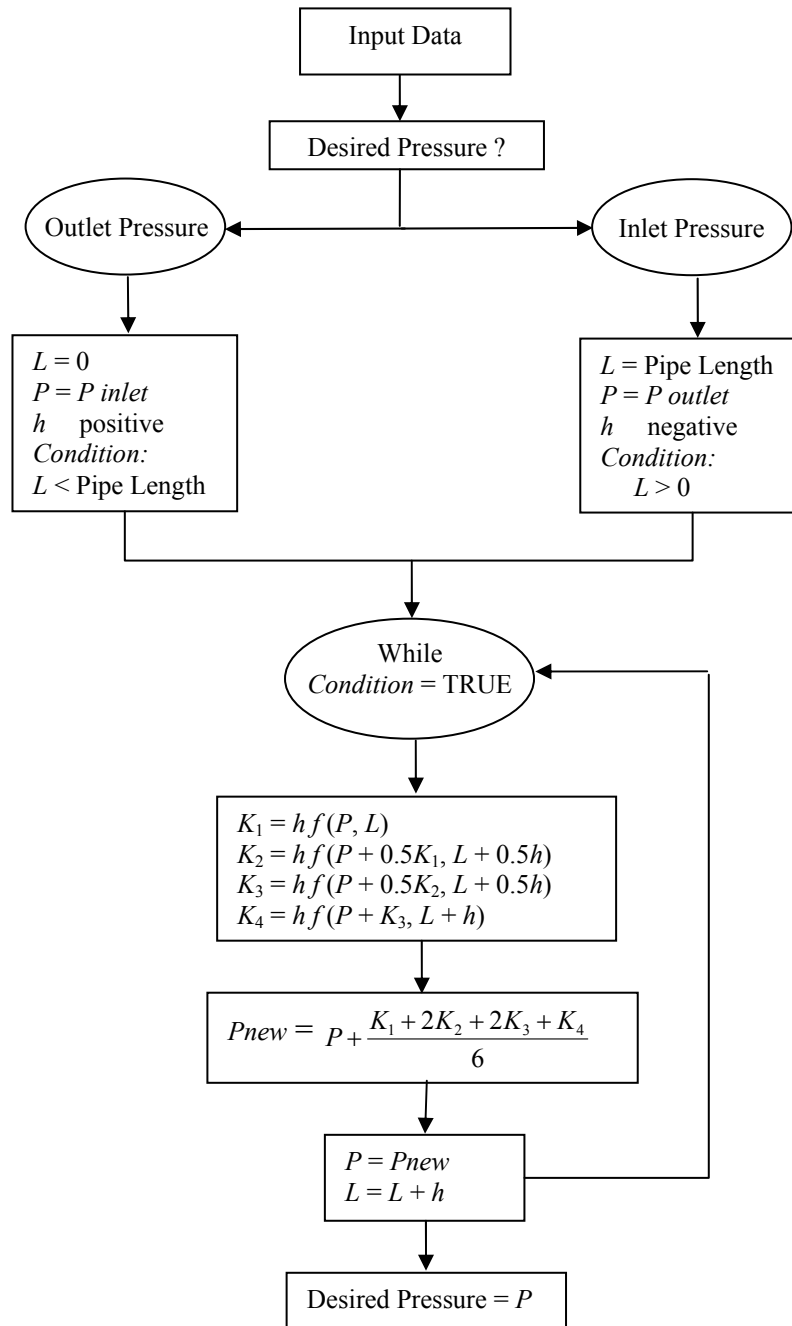 Input Data
Desired Pressure ?
Outlet Pressure
Inlet Pressure
L = 0
P = P inlet
h positive
Condition:
L < Pipe Length
L = Pipe Length
P = P outlet
h negative
Condition:
L > 0
While
Condition = TRUE
K₁ = h f (P, L)
K₂ = h f (P + 0.5K₁, L + 0.5h)
K₃ = h f (P + 0.5K₂, L + 0.5h)
K₄ = h f (P + K₃, L + h)
Pnew = P + (K₁ + 2K₂ + 2K₃ + K₄) / 6
P = Pnew
L = L + h
Desired Pressure = P